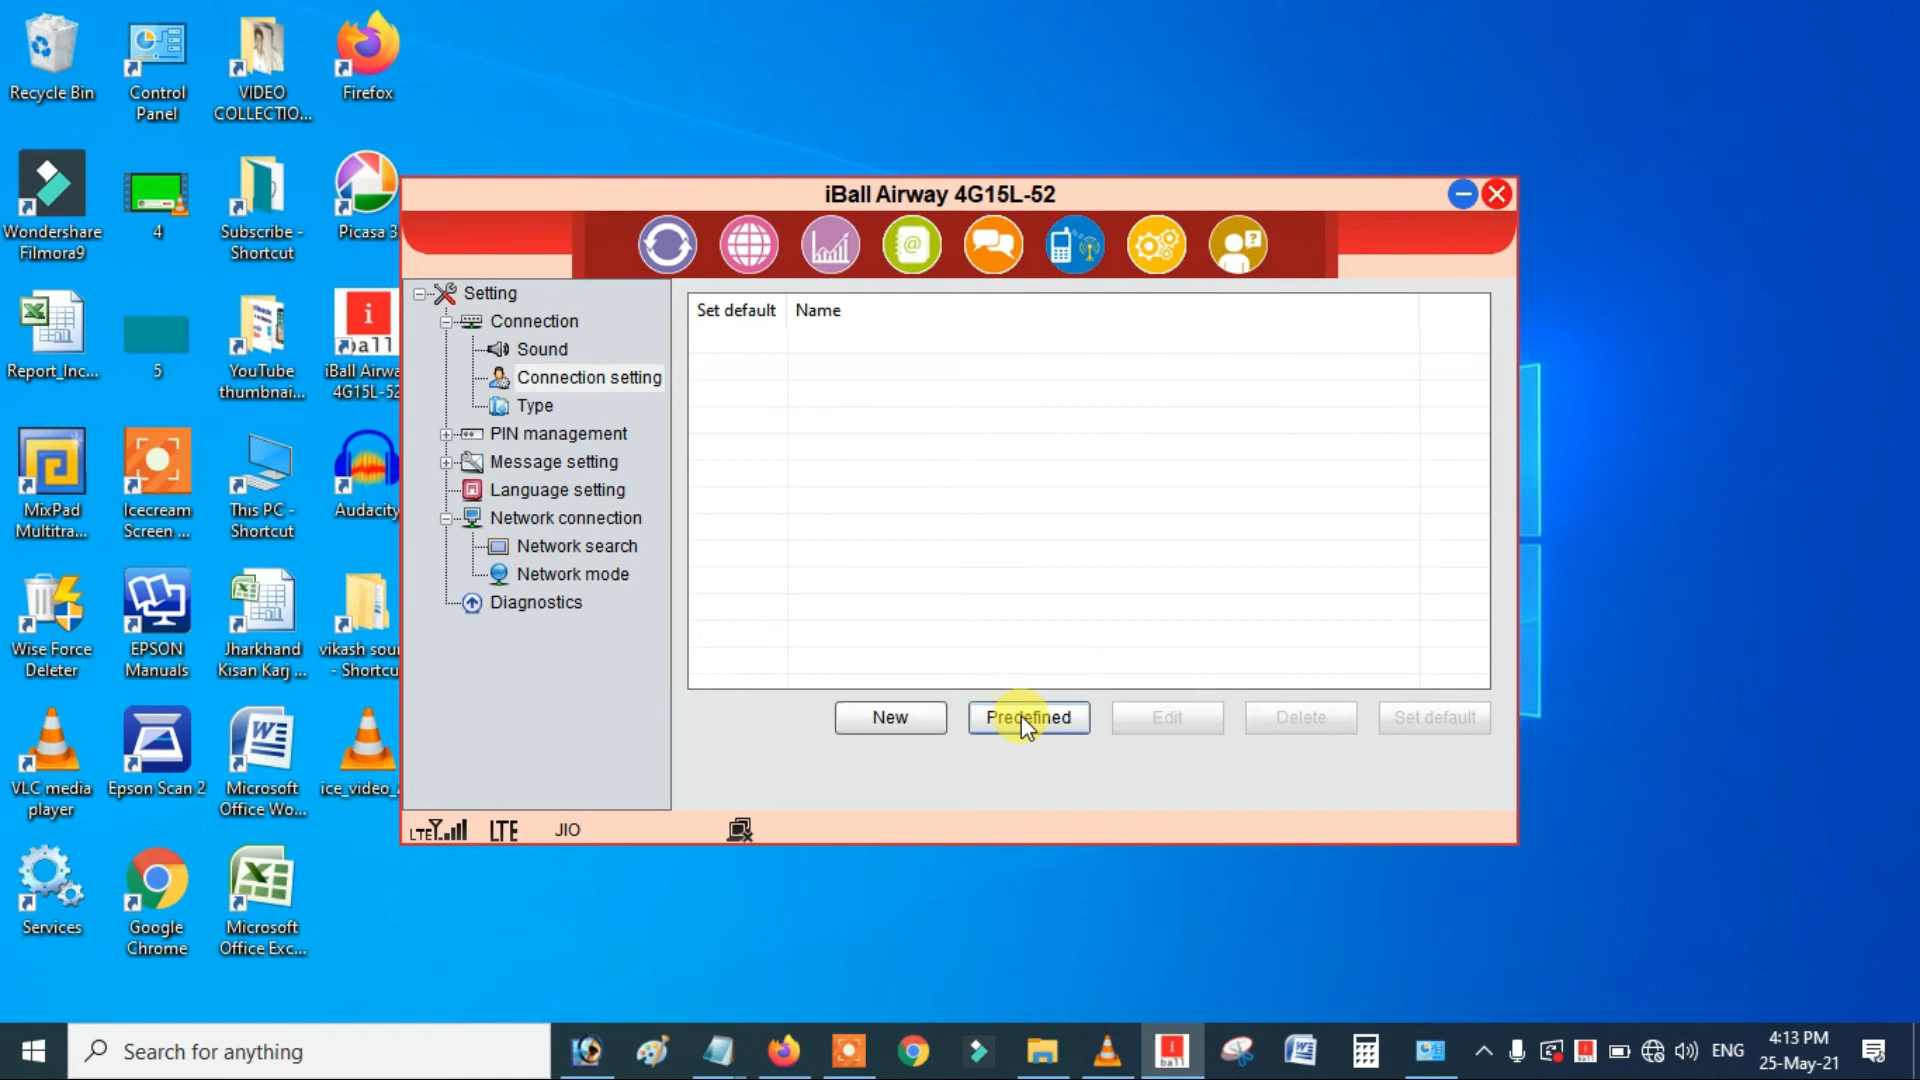 Recycle Bin
Control
Panel
VIDEO
COLLECTIO...
Firefox
Wondershare
Filmora9
4
Subscribe -
Shortcut
Picasa 3
Report_Inc...
5
YouTube
thumbnai...
i
ball
iBall Airwa
4G15L-52
MixPad
Multitra...
Icecream
Screen ...
This PC -
Shortcut
Audacity
Wise Force
Deleter
EPSON
Manuals
Jharkhand
Kisan Karj ...
vikash sou
- Shortcu
VLC media
player
Epson Scan 2
Microsoft
Office Wo...
ice_video_
Services
Google
Chrome
Microsoft
Office Exc...
iBall Airway 4G15L-52
Setting
Connection
Sound
Connection setting
Type
PIN management
Message setting
Language setting
Network connection
Network search
Network mode
Diagnostics
Set default Name
New Predefined Edit Delete Set default
LTE LTE JIO
Search for anything
ENG
4:13 PM
25-May-21